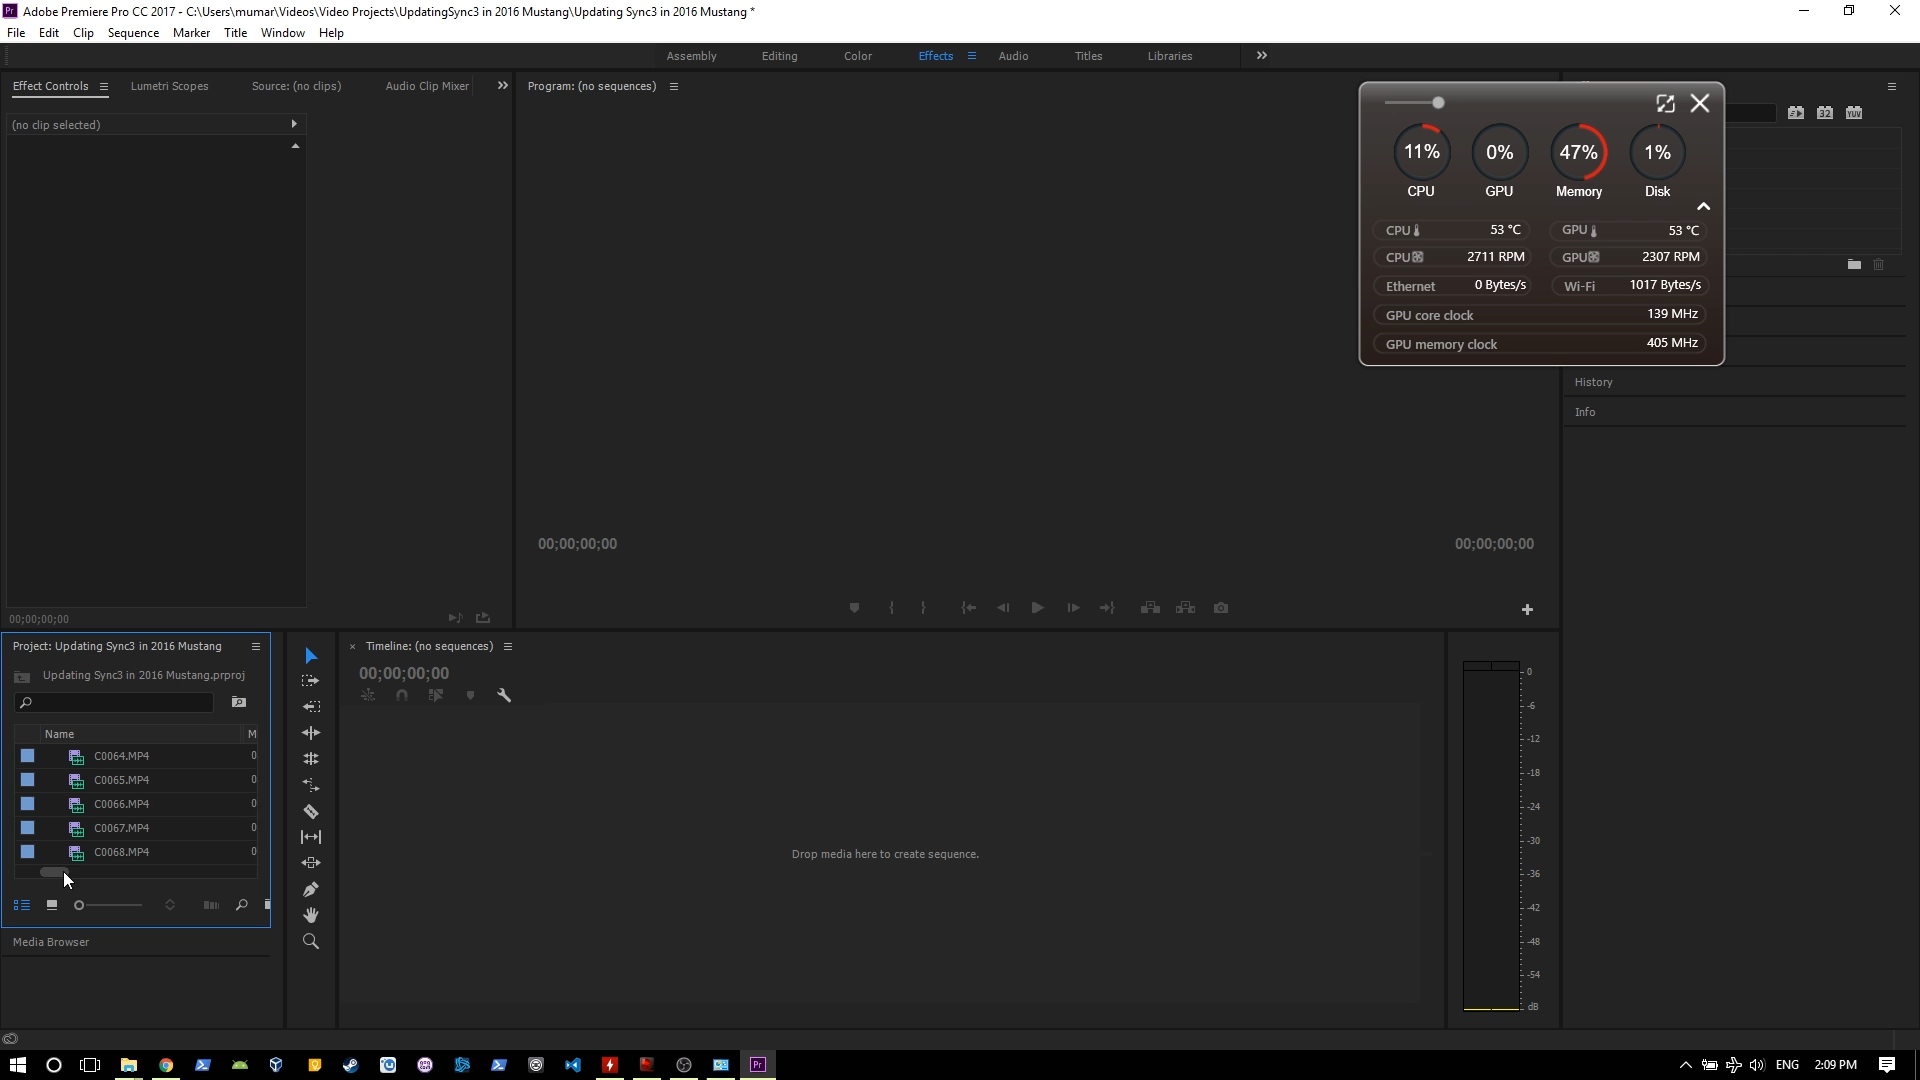 Adobe Premiere Pro CC 2017 - C:\Users\mumar\Videos\Video Projects\UpdatingSync3 in 2016 Mustang\Updating Sync3 in 2016 Mustang *
File Edit Clip Sequence Marker Title Window Help
Assembly Editing Color Effects Audio Titles Libraries
Effect Controls Lumetri Scopes Source: (no clips) Audio Clip Mixer
Program: (no sequences)
(no clip selected)
00;00;00;00
00;00;00;00 00;00;00;00
11% 0% 47% 1%
CPU GPU Memory Disk
CPU 53 °C GPU 53 °C
CPU 2711 RPM GPU 2307 RPM
Ethernet 0 Bytes/s Wi-Fi 1017 Bytes/s
GPU core clock 139 MHz
GPU memory clock 405 MHz
32 YUV
History
Info
Project: Updating Sync3 in 2016 Mustang
Updating Sync3 in 2016 Mustang.prproj
Name M
C0064.MP4 0
C0065.MP4 0
C0066.MP4 0
C0067.MP4 0
C0068.MP4 0
Media Browser
Timeline: (no sequences)
00;00;00;00
Drop media here to create sequence.
0
-6
-12
-18
-24
-30
-36
-42
-48
-54
dB
Pr
ENG 2:09 PM